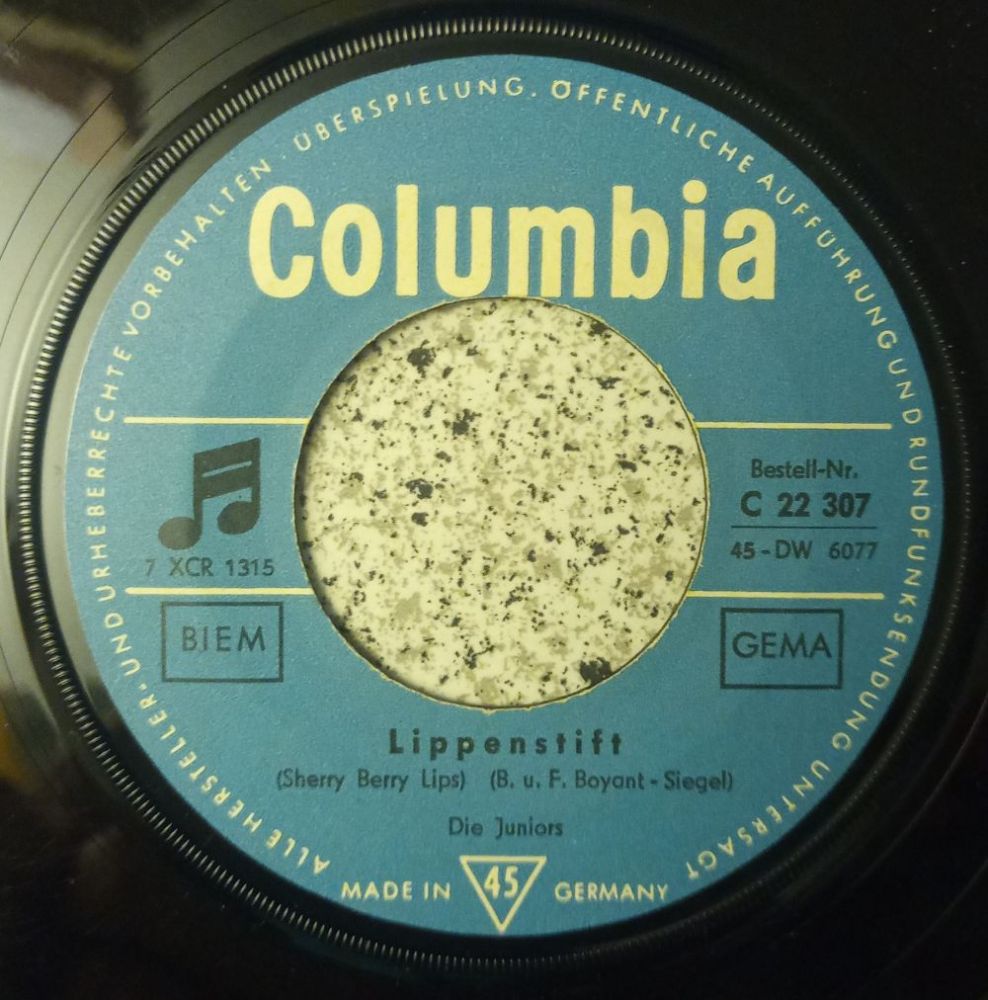 ALLE HERSTELLER- UND URHEBERRECHTE VORBEHALTEN · ÜBERSPIELUNG. ÖFFENTLICHE AUFFÜHRUNG UND RUNDFUNKSENDUNG UNTERSAGT
Columbia
7 XCR 1315
Bestell-Nr.
C 22 307
45 - DW 6077
BIEM
GEMA
Lippenstift
(Sherry Berry Lips) (B. u. F. Boyant - Siegel)
Die Juniors
MADE IN 45 GERMANY